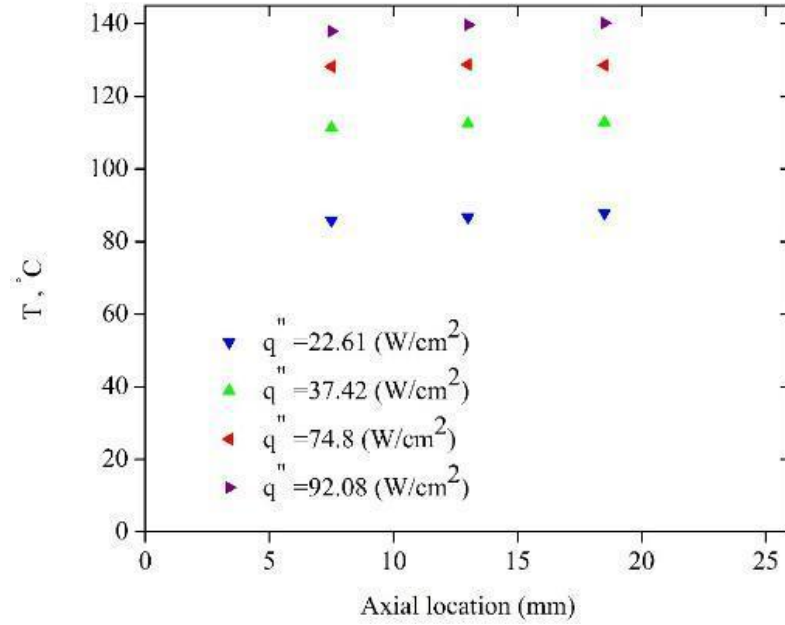 140
120
100
80
60
40
20
0
T , °C
q" =22.61 (W/cm²)
q" =37.42 (W/cm²)
q" =74.8 (W/cm²)
q" =92.08 (W/cm²)
0 5 10 15 20 25
Axial location (mm)